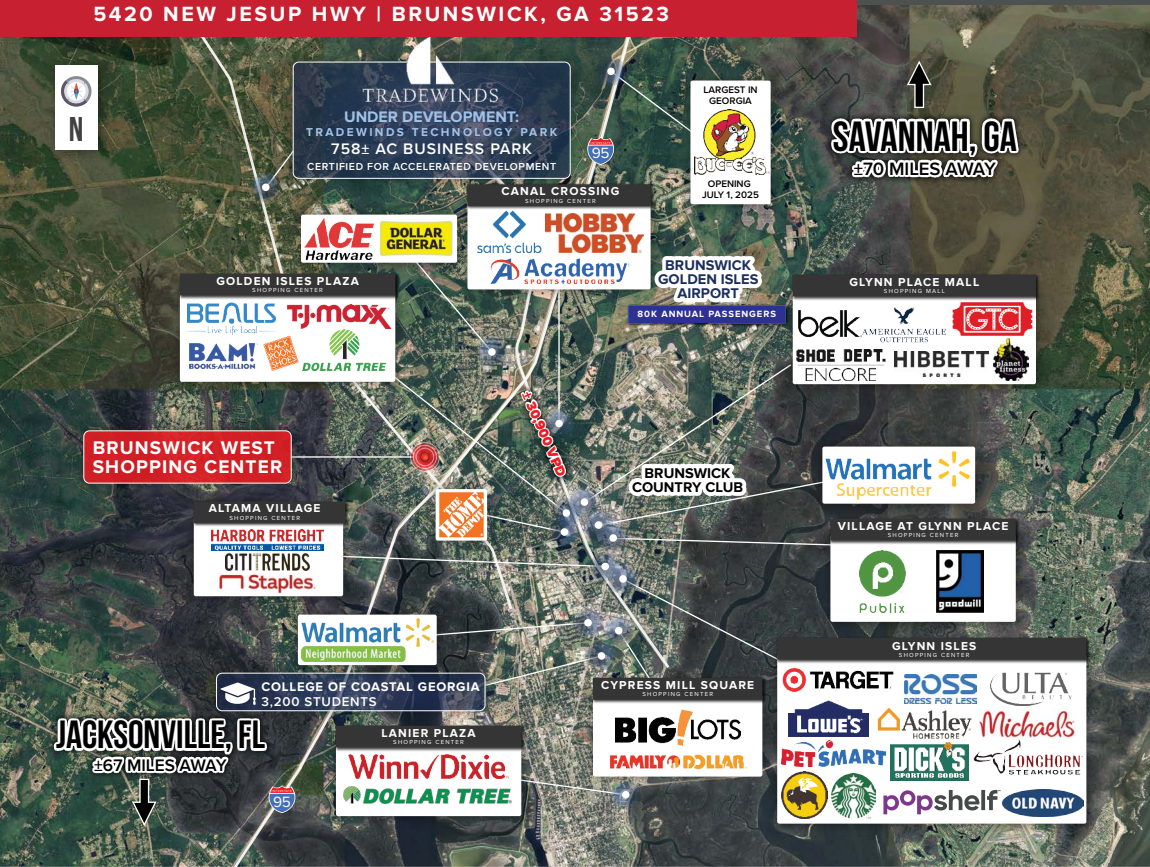 5420 NEW JESUP HWY | BRUNSWICK, GA 31523
N
TRADEWINDS
UNDER DEVELOPMENT:
TRADEWINDS TECHNOLOGY PARK
758± AC BUSINESS PARK
CERTIFIED FOR ACCELERATED DEVELOPMENT
95
LARGEST IN
GEORGIA
BUC-EE'S
OPENING
JULY 1, 2025
SAVANNAH, GA
±70 MILES AWAY
ACE
Hardware
DOLLAR
GENERAL
CANAL CROSSING
SHOPPING CENTER
sam's club
HOBBY
LOBBY
Academy
SPORTS+OUTDOORS
BRUNSWICK
GOLDEN ISLES
AIRPORT
80K ANNUAL PASSENGERS
GOLDEN ISLES PLAZA
SHOPPING CENTER
BEALLS
Live Life Local
T·J·maxx
BAM!
BOOKS-A-MILLION
RACK
ROOM
SHOES
DOLLAR TREE
GLYNN PLACE MALL
SHOPPING MALL
belk
AMERICAN EAGLE
OUTFITTERS
GTC
SHOE DEPT.
ENCORE
HIBBETT
SPORTS
planet
fitness
± 30,900 VPD
BRUNSWICK WEST
SHOPPING CENTER
BRUNSWICK
COUNTRY CLUB
Walmart
Supercenter
THE
HOME
DEPOT
ALTAMA VILLAGE
SHOPPING CENTER
HARBOR FREIGHT
QUALITY TOOLS LOWEST PRICES
CITITRENDS
Staples
VILLAGE AT GLYNN PLACE
SHOPPING CENTER
Publix
goodwill
Walmart
Neighborhood Market
COLLEGE OF COASTAL GEORGIA
3,200 STUDENTS
GLYNN ISLES
SHOPPING CENTER
TARGET
ROSS
DRESS FOR LESS
ULTA
BEAUTY
LOWE'S
Ashley
HOMESTORE
Michaels
PETSMART
DICK'S
SPORTING GOODS
LONGHORN
STEAKHOUSE
popshelf
OLD NAVY
CYPRESS MILL SQUARE
SHOPPING CENTER
BIG!LOTS
FAMILY DOLLAR
JACKSONVILLE, FL
±67 MILES AWAY
95
LANIER PLAZA
SHOPPING CENTER
Winn✓Dixie
DOLLAR TREE